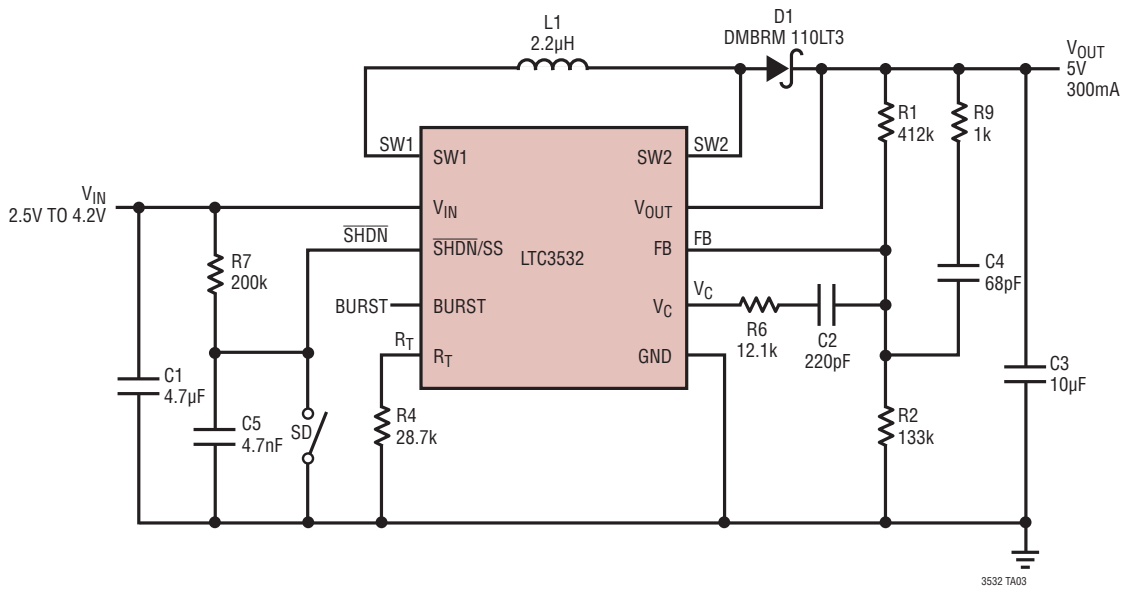 L1
2.2µH
D1
DMBRM 110LT3
VOUT
5V
300mA
R1
412k
R9
1k
SW1
SW1
SW2
SW2
VIN
2.5V TO 4.2V
VIN
VOUT
SHDN
SHDN/SS
LTC3532
FB
FB
R7
200k
C4
68pF
BURST
BURST
VC
VC
R6
12.1k
C2
220pF
RT
RT
GND
C1
4.7µF
C3
10µF
C5
4.7nF
SD
R4
28.7k
R2
133k
3532 TA03